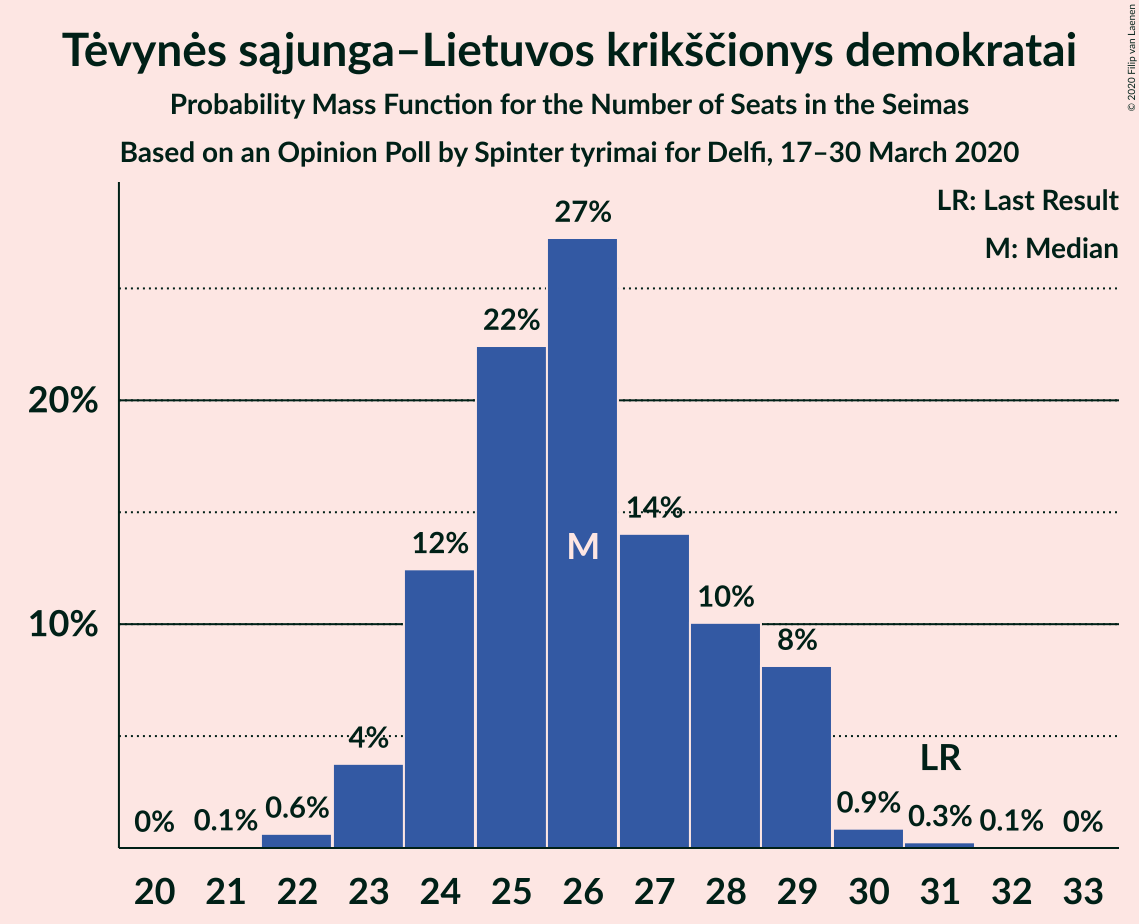 Tėvynės sąjunga–Lietuvos krikščionys demokratai
Probability Mass Function for the Number of Seats in the Seimas
Based on an Opinion Poll by Spinter tyrimai for Delfi, 17–30 March 2020
© 2020 Filip van Laenen
LR: Last Result
M: Median
27%
22%
20%
14%
12%
M
10%
10%
8%
4%
LR
0%
0.1%
0.6%
0.9%
0.3%
0.1%
0%
20 21 22 23 24 25 26 27 28 29 30 31 32 33